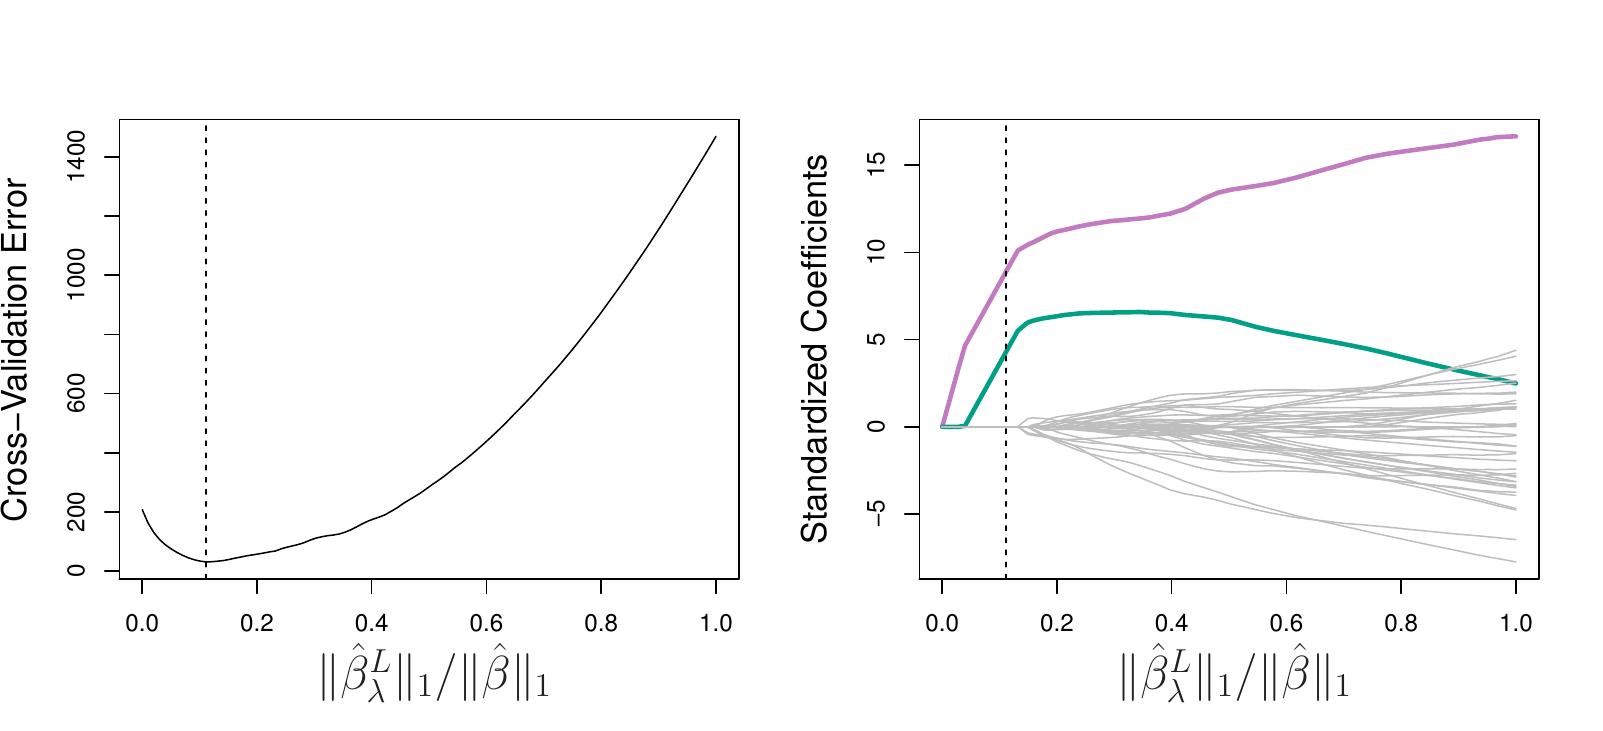 Cross−Validation Error
0 200 600 1000 1400
0.0 0.2 0.4 0.6 0.8 1.0
‖β̂^L_λ‖₁/‖β̂‖₁
Standardized Coefficients
−5 0 5 10 15
0.0 0.2 0.4 0.6 0.8 1.0
‖β̂^L_λ‖₁/‖β̂‖₁